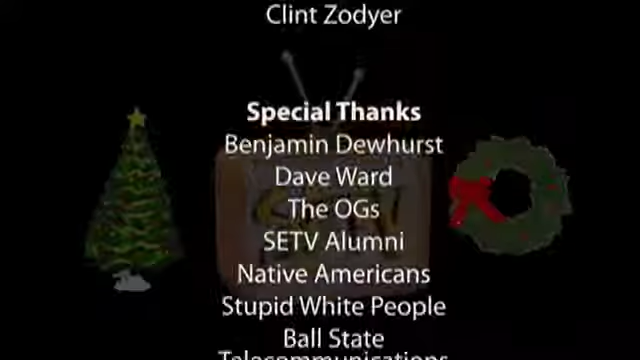 Clint Zodyer
Special Thanks
Benjamin Dewhurst
Dave Ward
The OGs
SETV Alumni
Native Americans
Stupid White People
Ball State
Telecommunications